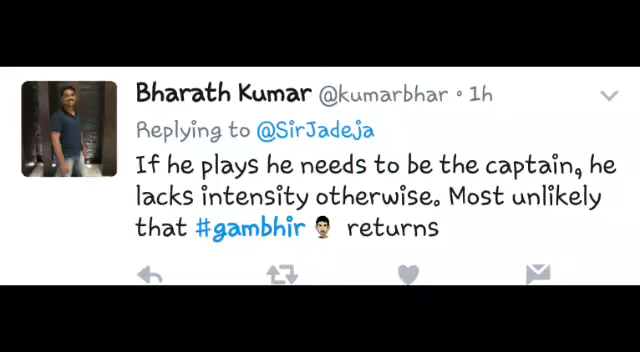 Bharath Kumar @kumarbhar • 1h
Replying to @SirJadeja
If he plays he needs to be the captain, he
lacks intensity otherwise. Most unlikely
that #gambhir returns